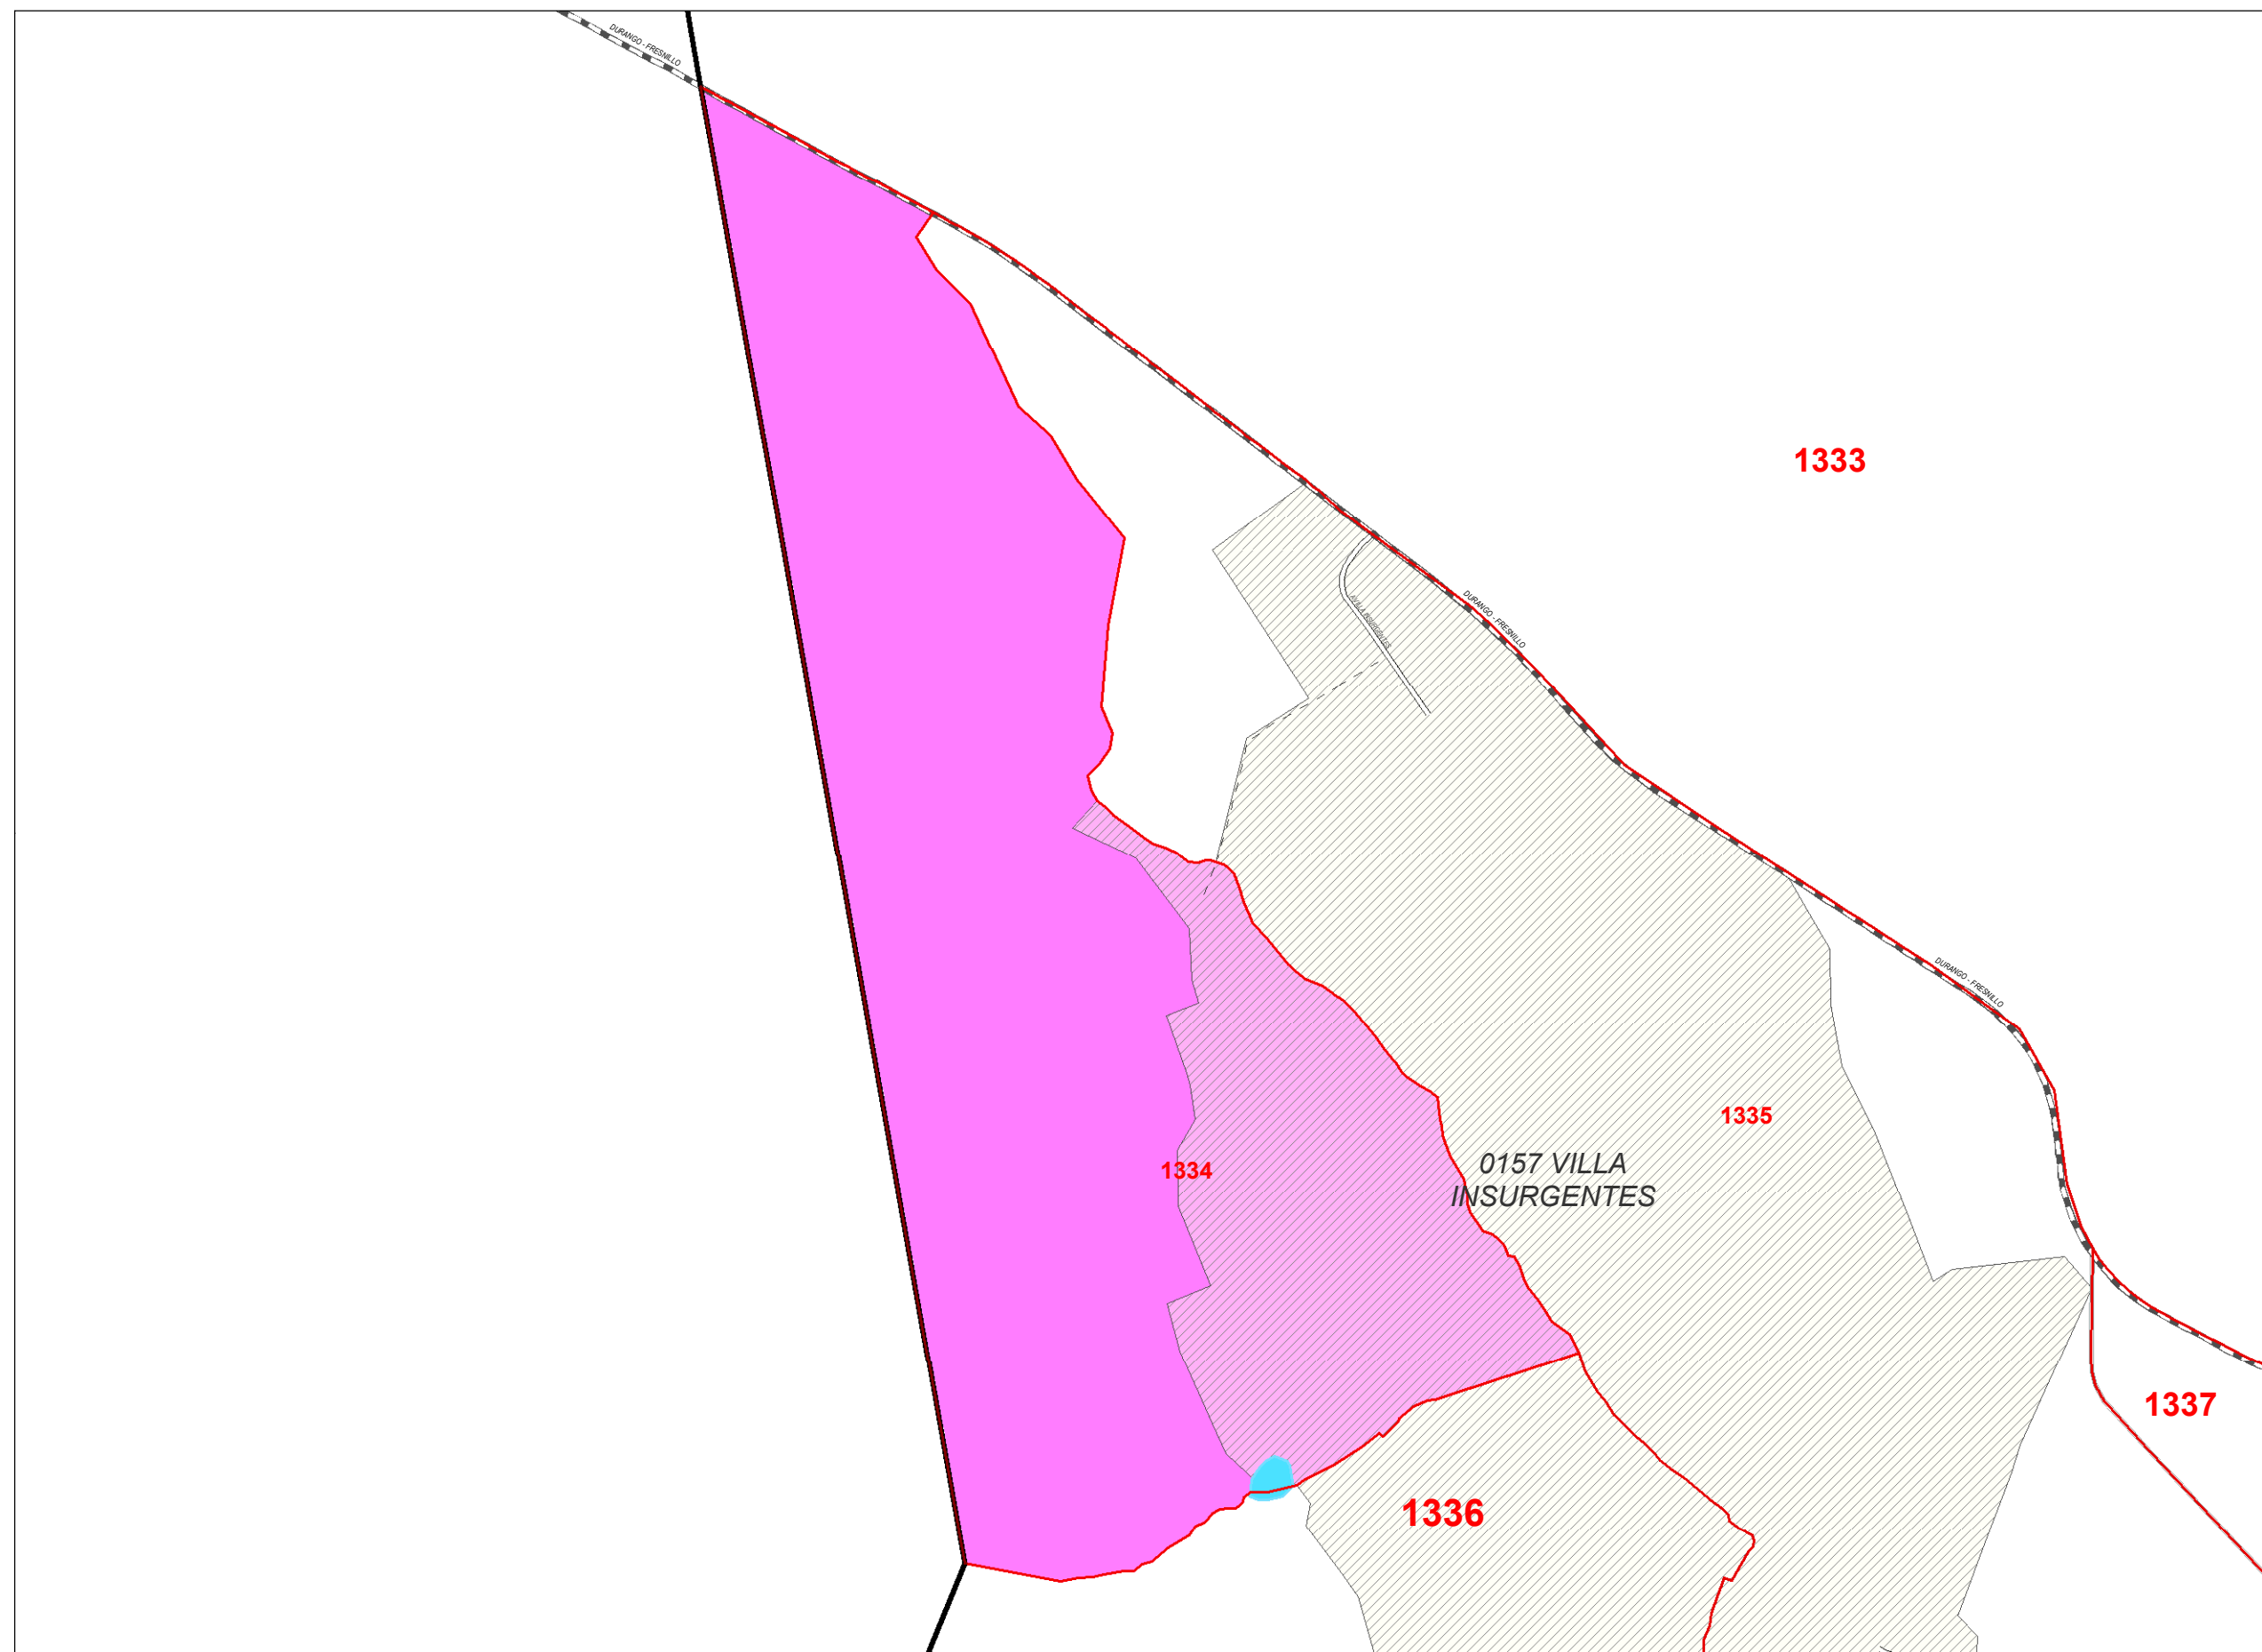 DURANGO - FRESNILLO
1333
DURANGO - FRESNILLO
DURANGO - FRESNILLO
1335
0157 VILLA
INSURGENTES
1334
1337
1336